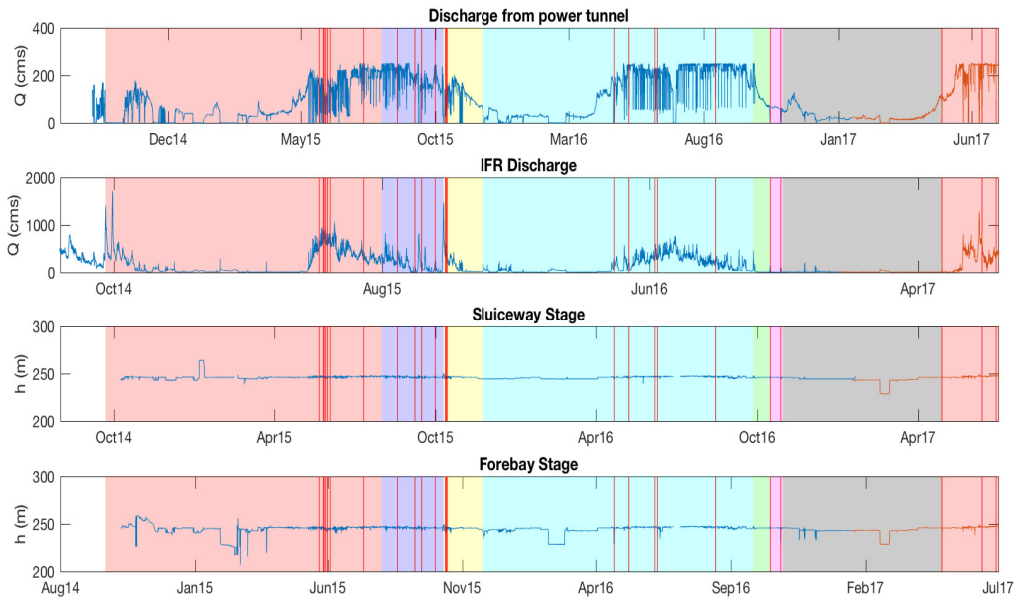 Discharge from power tunnel
Q (cms)
400
200
0
Dec14 May15 Oct15 Mar16 Aug16 Jan17 Jun17
IFR Discharge
Q (cms)
2000
1000
0
Oct14 Aug15 Jun16 Apr17
Sluiceway Stage
h (m)
300
250
200
Oct14 Apr15 Oct15 Apr16 Oct16 Apr17
Forebay Stage
h (m)
300
250
200
Aug14 Jan15 Jun15 Nov15 Apr16 Sep16 Feb17 Jul17